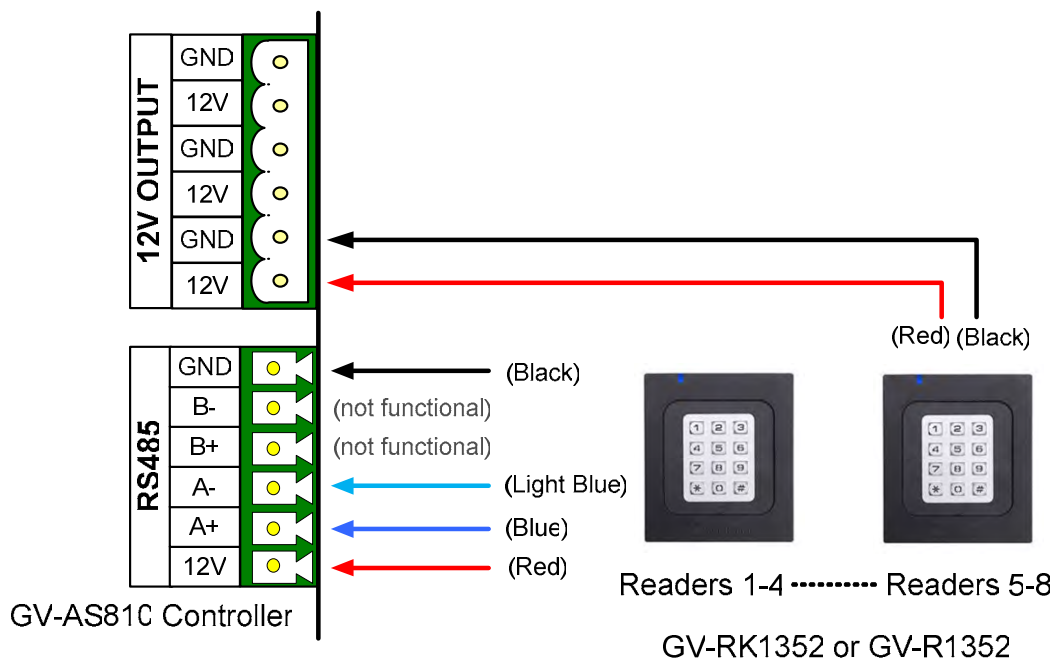 12V OUTPUT
GND
12V
GND
12V
GND
12V
(Red) (Black)
RS485
GND
B-
B+
A-
A+
12V
(Black)
(not functional)
(not functional)
(Light Blue)
(Blue)
(Red)
1 2 3
4 5 6
7 8 9
* 0 #
1 2 3
4 5 6
7 8 9
* 0 #
Readers 1-4 ---------- Readers 5-8
GV-AS810 Controller
GV-RK1352 or GV-R1352